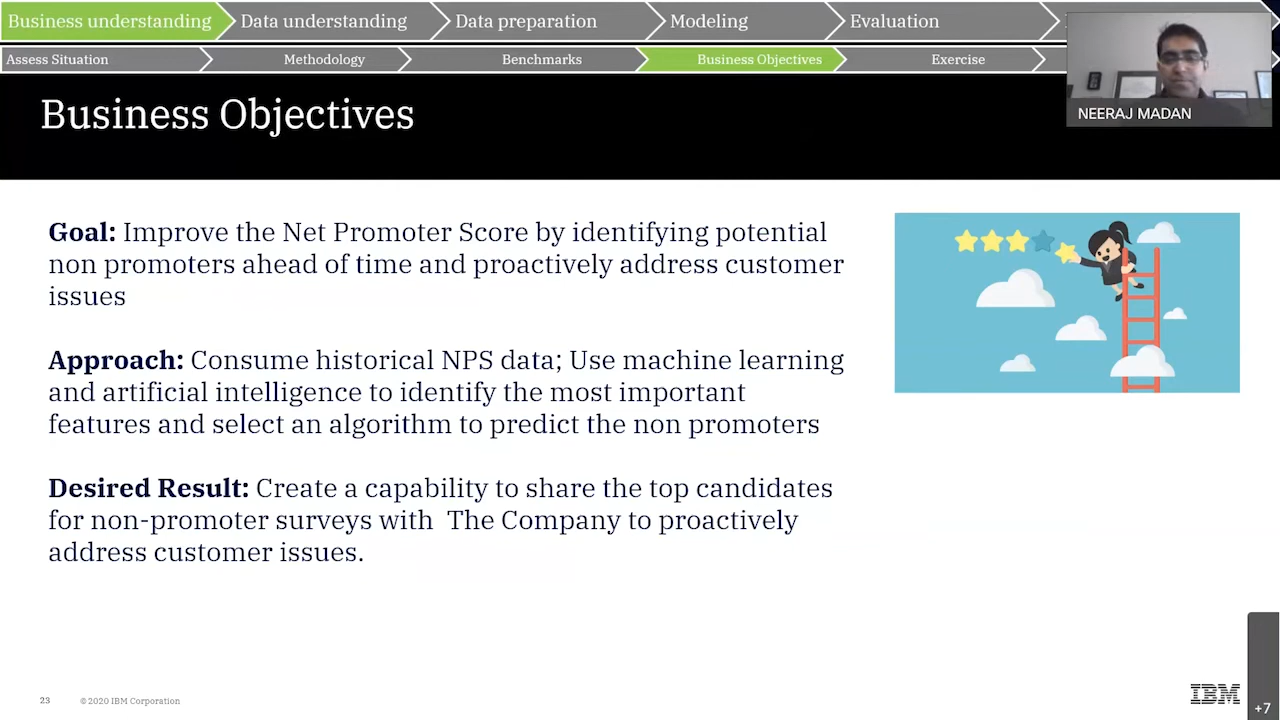 Business understanding
Data understanding
Data preparation
Modeling
Evaluation
Assess Situation
Methodology
Benchmarks
Business Objectives
Exercise
NEERAJ MADAN
Business Objectives
Goal: Improve the Net Promoter Score by identifying potential
non promoters ahead of time and proactively address customer
issues
Approach: Consume historical NPS data; Use machine learning
and artificial intelligence to identify the most important
features and select an algorithm to predict the non promoters
Desired Result: Create a capability to share the top candidates
for non-promoter surveys with The Company to proactively
address customer issues.
23
© 2020 IBM Corporation
IBM
+7